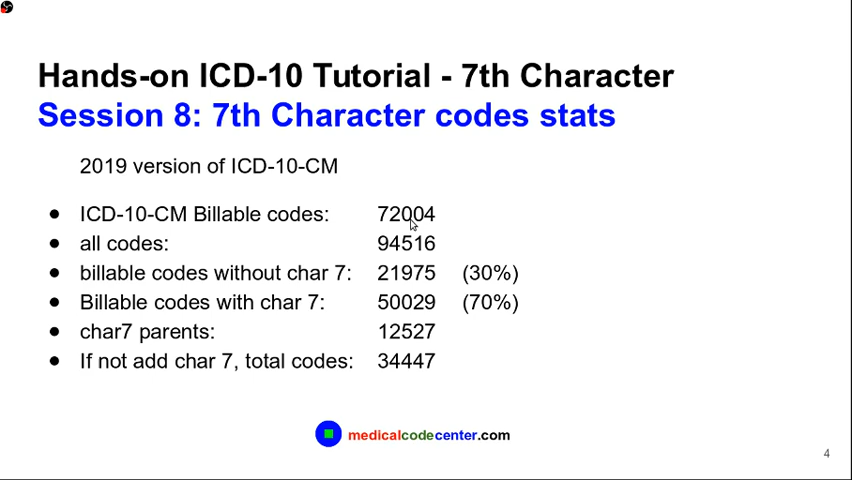 Hands-on ICD-10 Tutorial - 7th Character
Session 8: 7th Character codes stats
2019 version of ICD-10-CM
● ICD-10-CM Billable codes: 72004
● all codes: 94516
● billable codes without char 7: 21975 (30%)
● Billable codes with char 7: 50029 (70%)
● char7 parents: 12527
● If not add char 7, total codes: 34447
medicalcodecenter.com
4